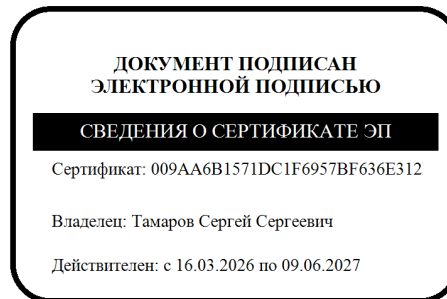 ДОКУМЕНТ ПОДПИСАН
ЭЛЕКТРОННОЙ ПОДПИСЬЮ
СВЕДЕНИЯ О СЕРТИФИКАТЕ ЭП
Сертификат: 009AA6B1571DC1F6957BF636E312
Владелец: Тамаров Сергей Сергеевич
Действителен: с 16.03.2026 по 09.06.2027